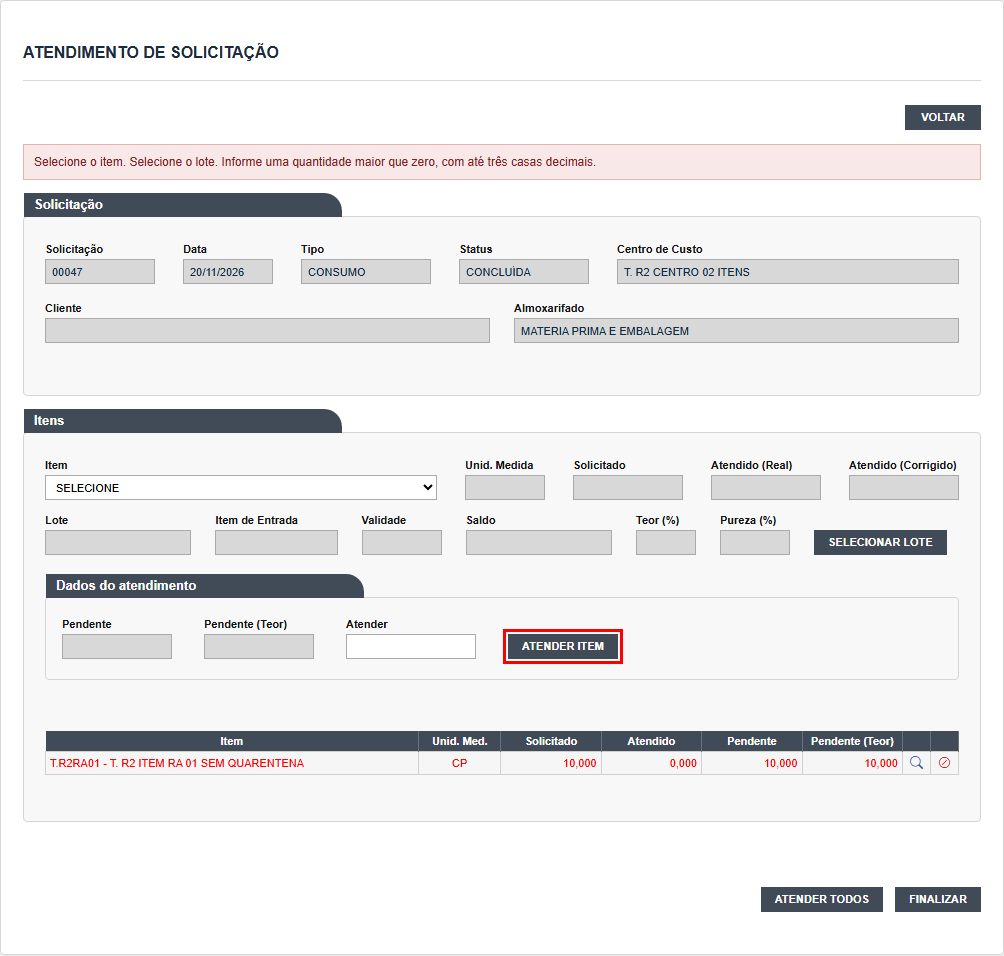 ATENDIMENTO DE SOLICITAÇÃO
VOLTAR
Selecione o item. Selecione o lote. Informe uma quantidade maior que zero, com até três casas decimais.
Solicitação
Solicitação Data Tipo Status Centro de Custo
00047 20/11/2026 CONSUMO CONCLUÍDA T. R2 CENTRO 02 ITENS
Cliente Almoxarifado
MATERIA PRIMA E EMBALAGEM
Itens
Item Unid. Medida Solicitado Atendido (Real) Atendido (Corrigido)
SELECIONE
Lote Item de Entrada Validade Saldo Teor (%) Pureza (%)
SELECIONAR LOTE
Dados do atendimento
Pendente Pendente (Teor) Atender
ATENDER ITEM
Item Unid. Med. Solicitado Atendido Pendente Pendente (Teor)
T.R2RA01 - T. R2 ITEM RA 01 SEM QUARENTENA CP 10,000 0,000 10,000 10,000
ATENDER TODOS FINALIZAR